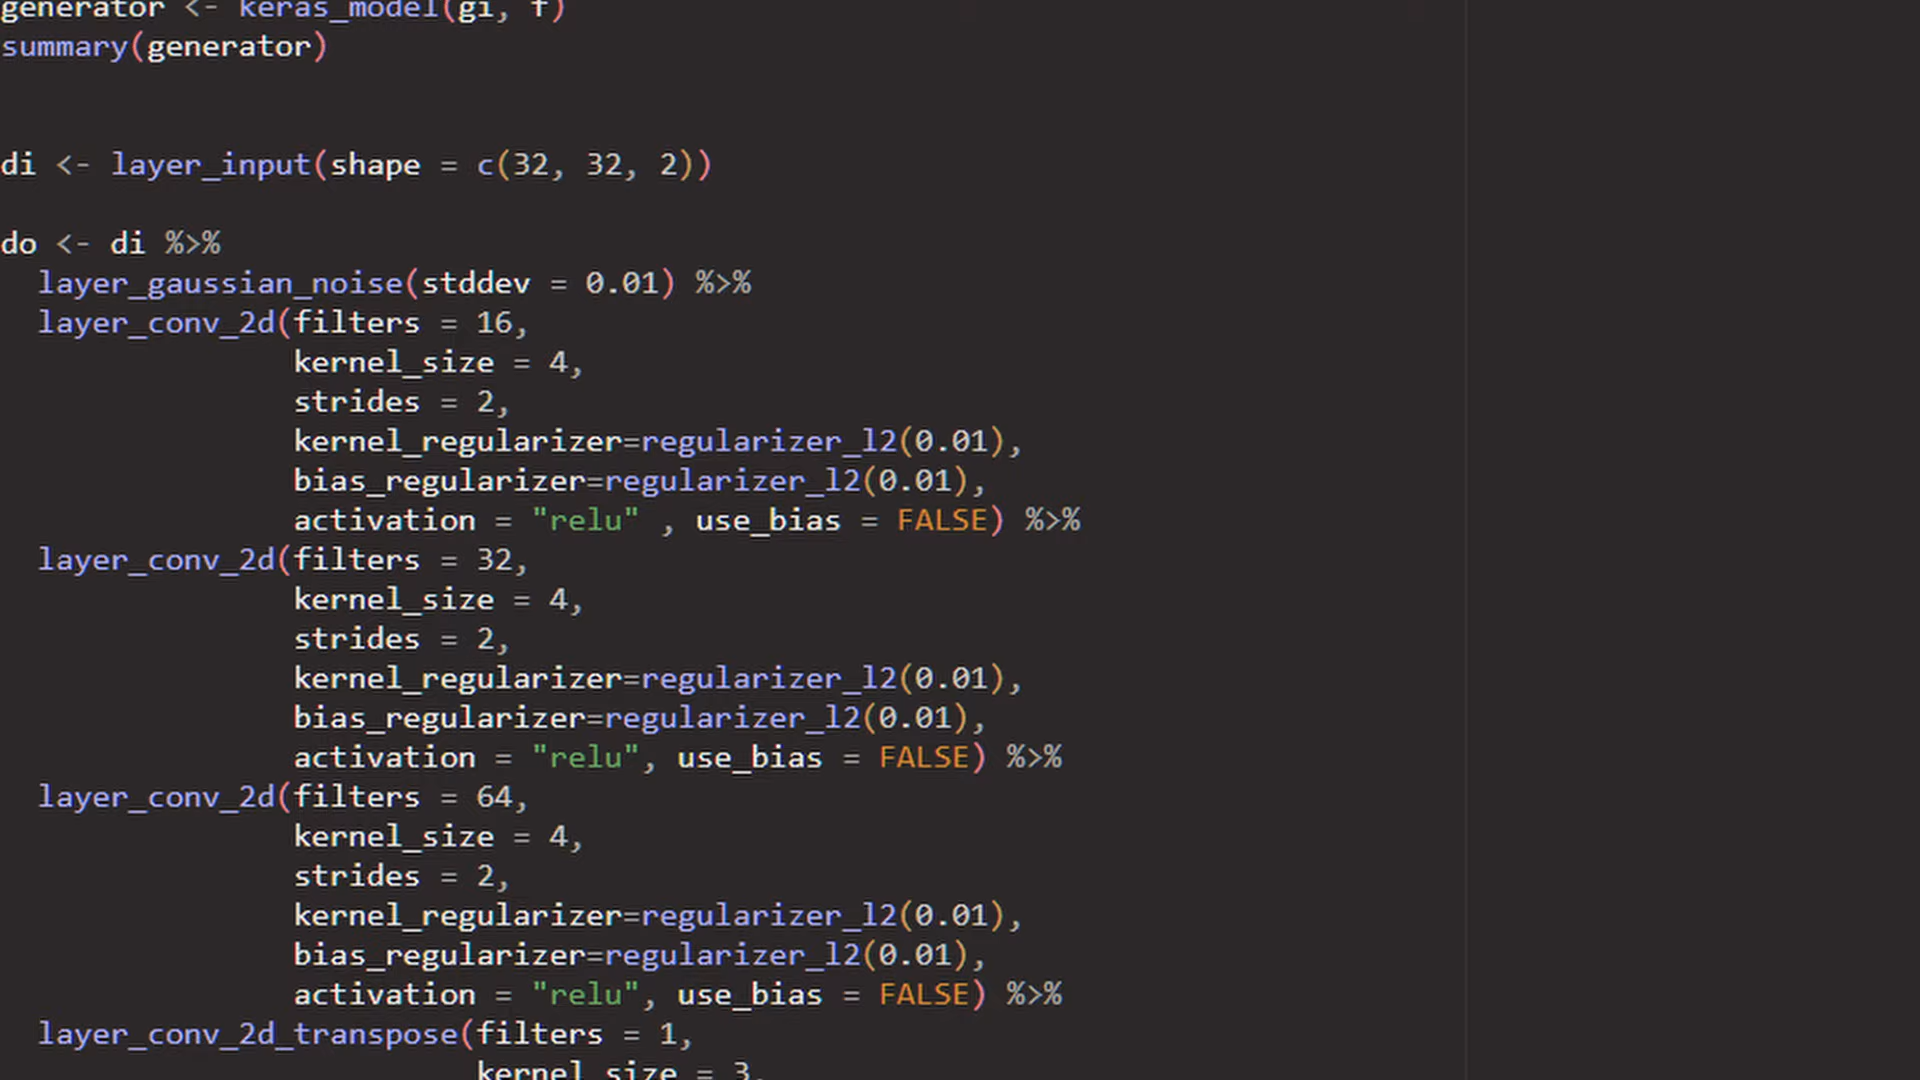 generator <- keras_model(gi, f)
summary(generator)
di <- layer_input(shape = c(32, 32, 2))
do <- di %>%
  layer_gaussian_noise(stddev = 0.01) %>%
  layer_conv_2d(filters = 16,
                kernel_size = 4,
                strides = 2,
                kernel_regularizer=regularizer_l2(0.01),
                bias_regularizer=regularizer_l2(0.01),
                activation = "relu" , use_bias = FALSE) %>%
  layer_conv_2d(filters = 32,
                kernel_size = 4,
                strides = 2,
                kernel_regularizer=regularizer_l2(0.01),
                bias_regularizer=regularizer_l2(0.01),
                activation = "relu", use_bias = FALSE) %>%
  layer_conv_2d(filters = 64,
                kernel_size = 4,
                strides = 2,
                kernel_regularizer=regularizer_l2(0.01),
                bias_regularizer=regularizer_l2(0.01),
                activation = "relu", use_bias = FALSE) %>%
  layer_conv_2d_transpose(filters = 1,
                          kernel_size = 3,